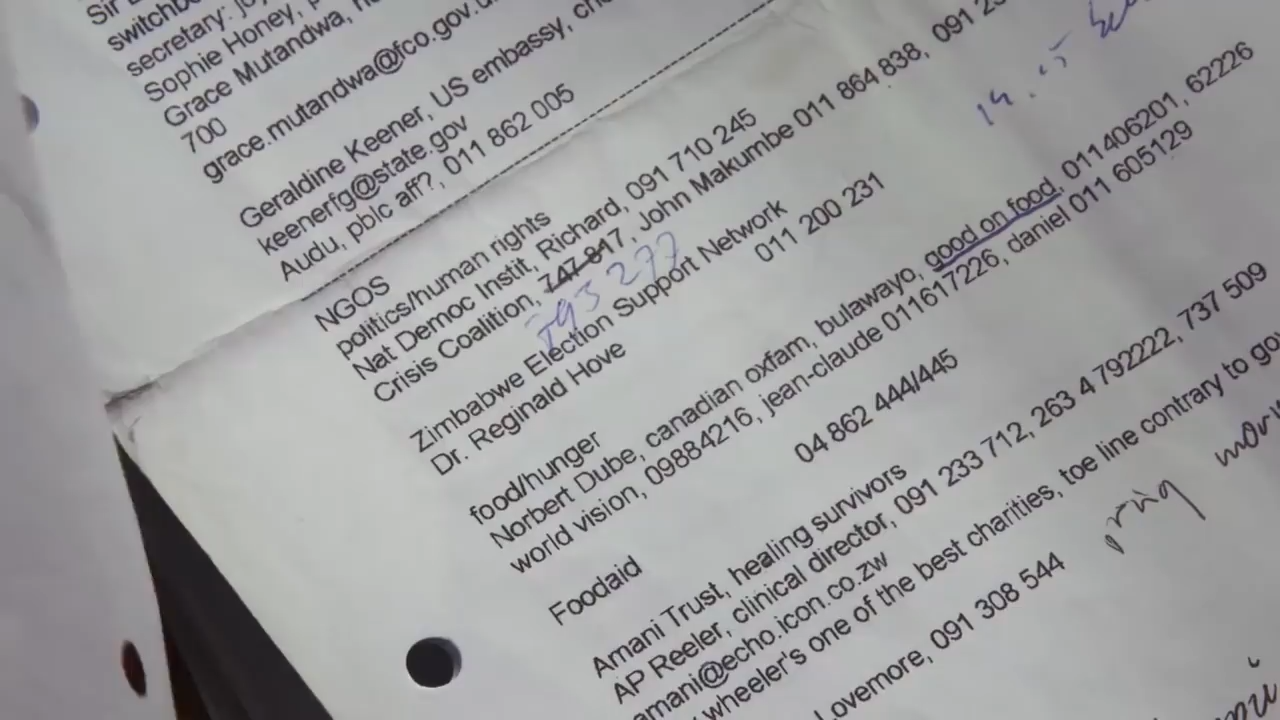 Sir
switchbo
secretary: jo
Sophie Honey, p
Grace Mutandwa,
700
grace.mutandwa@fco.gov.u
Geraldine Keener, US embassy,
keenerfg@state.gov
Audu, pblc aff?, 011 862 005
NGOS
politics/human rights
Nat Democ Instit, Richard, 091 710 245
Crisis Coalition, 747 817, John Makumbe 011 864 838, 091
793 277
Zimbabwe Election Support Network
Dr. Reginald Hove 011 200 231
food/hunger
Norbert Dube, canadian oxfam, bulawayo, good on food, 011406201, 62226
world vision, 09884216, jean-claude 011617226, daniel 011 605129
Foodaid 04 862 444/445
Amani Trust, healing survivors
AP Reeler, clinical director, 091 233 712, 263 4 792222, 737 509
amani@echo.icon.co.zw
wheeler's one of the best charities, toe line contrary to go
Lovemore, 091 308 544